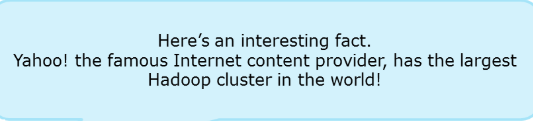 Here's an interesting fact.
Yahoo! the famous Internet content provider, has the largest
Hadoop cluster in the world!